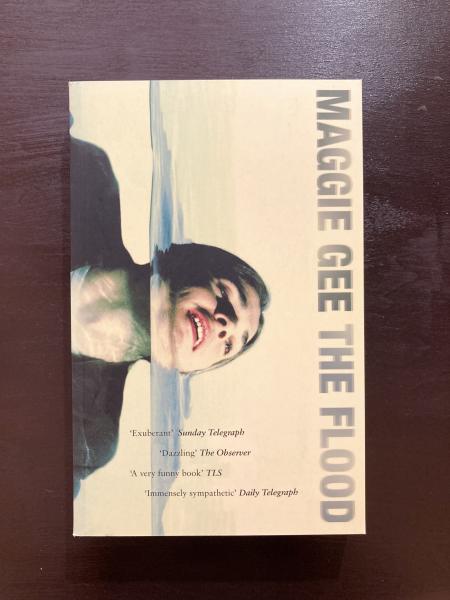 MAGGIE GEE THE FLOOD
‘Exuberant’ Sunday Telegraph
‘Dazzling’ The Observer
‘A very funny book’ TLS
‘Immensely sympathetic’ Daily Telegraph